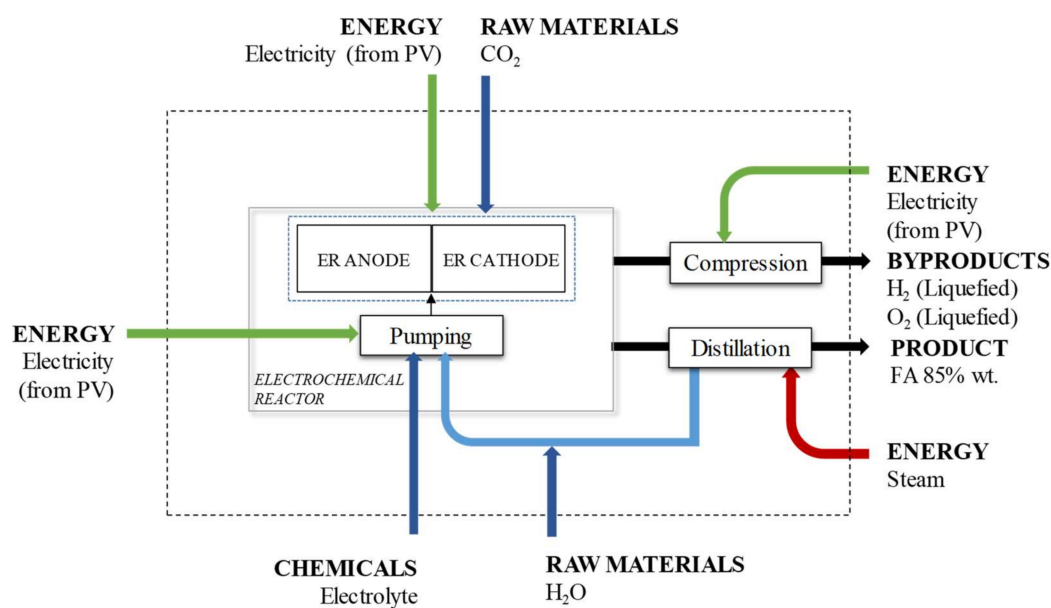 ENERGY
Electricity (from PV)
RAW MATERIALS
CO₂
ENERGY
Electricity
(from PV)
ER ANODE
ER CATHODE
Compression
BYPRODUCTS
H₂ (Liquefied)
O₂ (Liquefied)
ENERGY
Electricity
(from PV)
Pumping
Distillation
PRODUCT
FA 85% wt.
ELECTROCHEMICAL
REACTOR
ENERGY
Steam
CHEMICALS
Electrolyte
RAW MATERIALS
H₂O